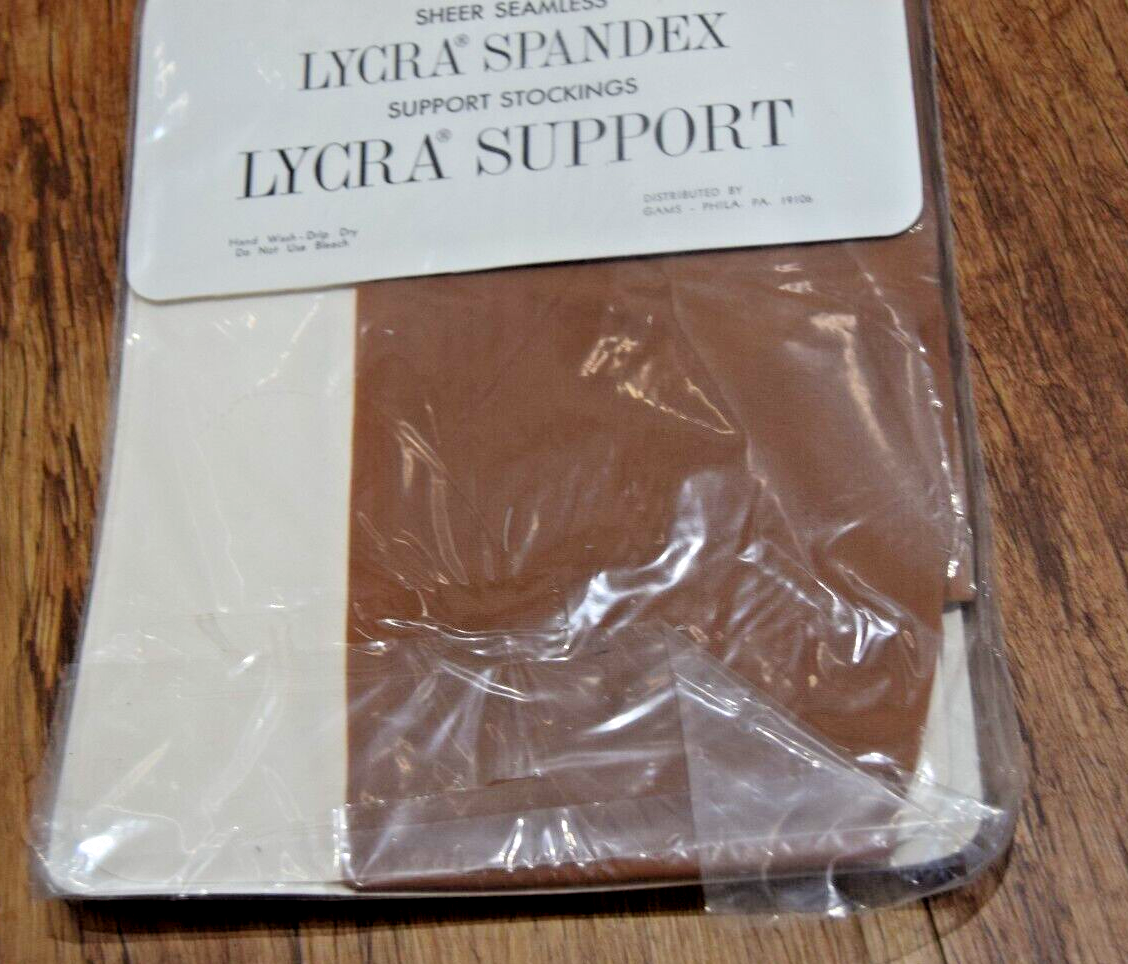 SHEER SEAMLESS
LYCRA® SPANDEX
SUPPORT STOCKINGS
LYCRA® SUPPORT
DISTRIBUTED BY
GAMS - PHILA. PA. 19106
Hand Wash - Drip Dry
Do Not Use Bleach